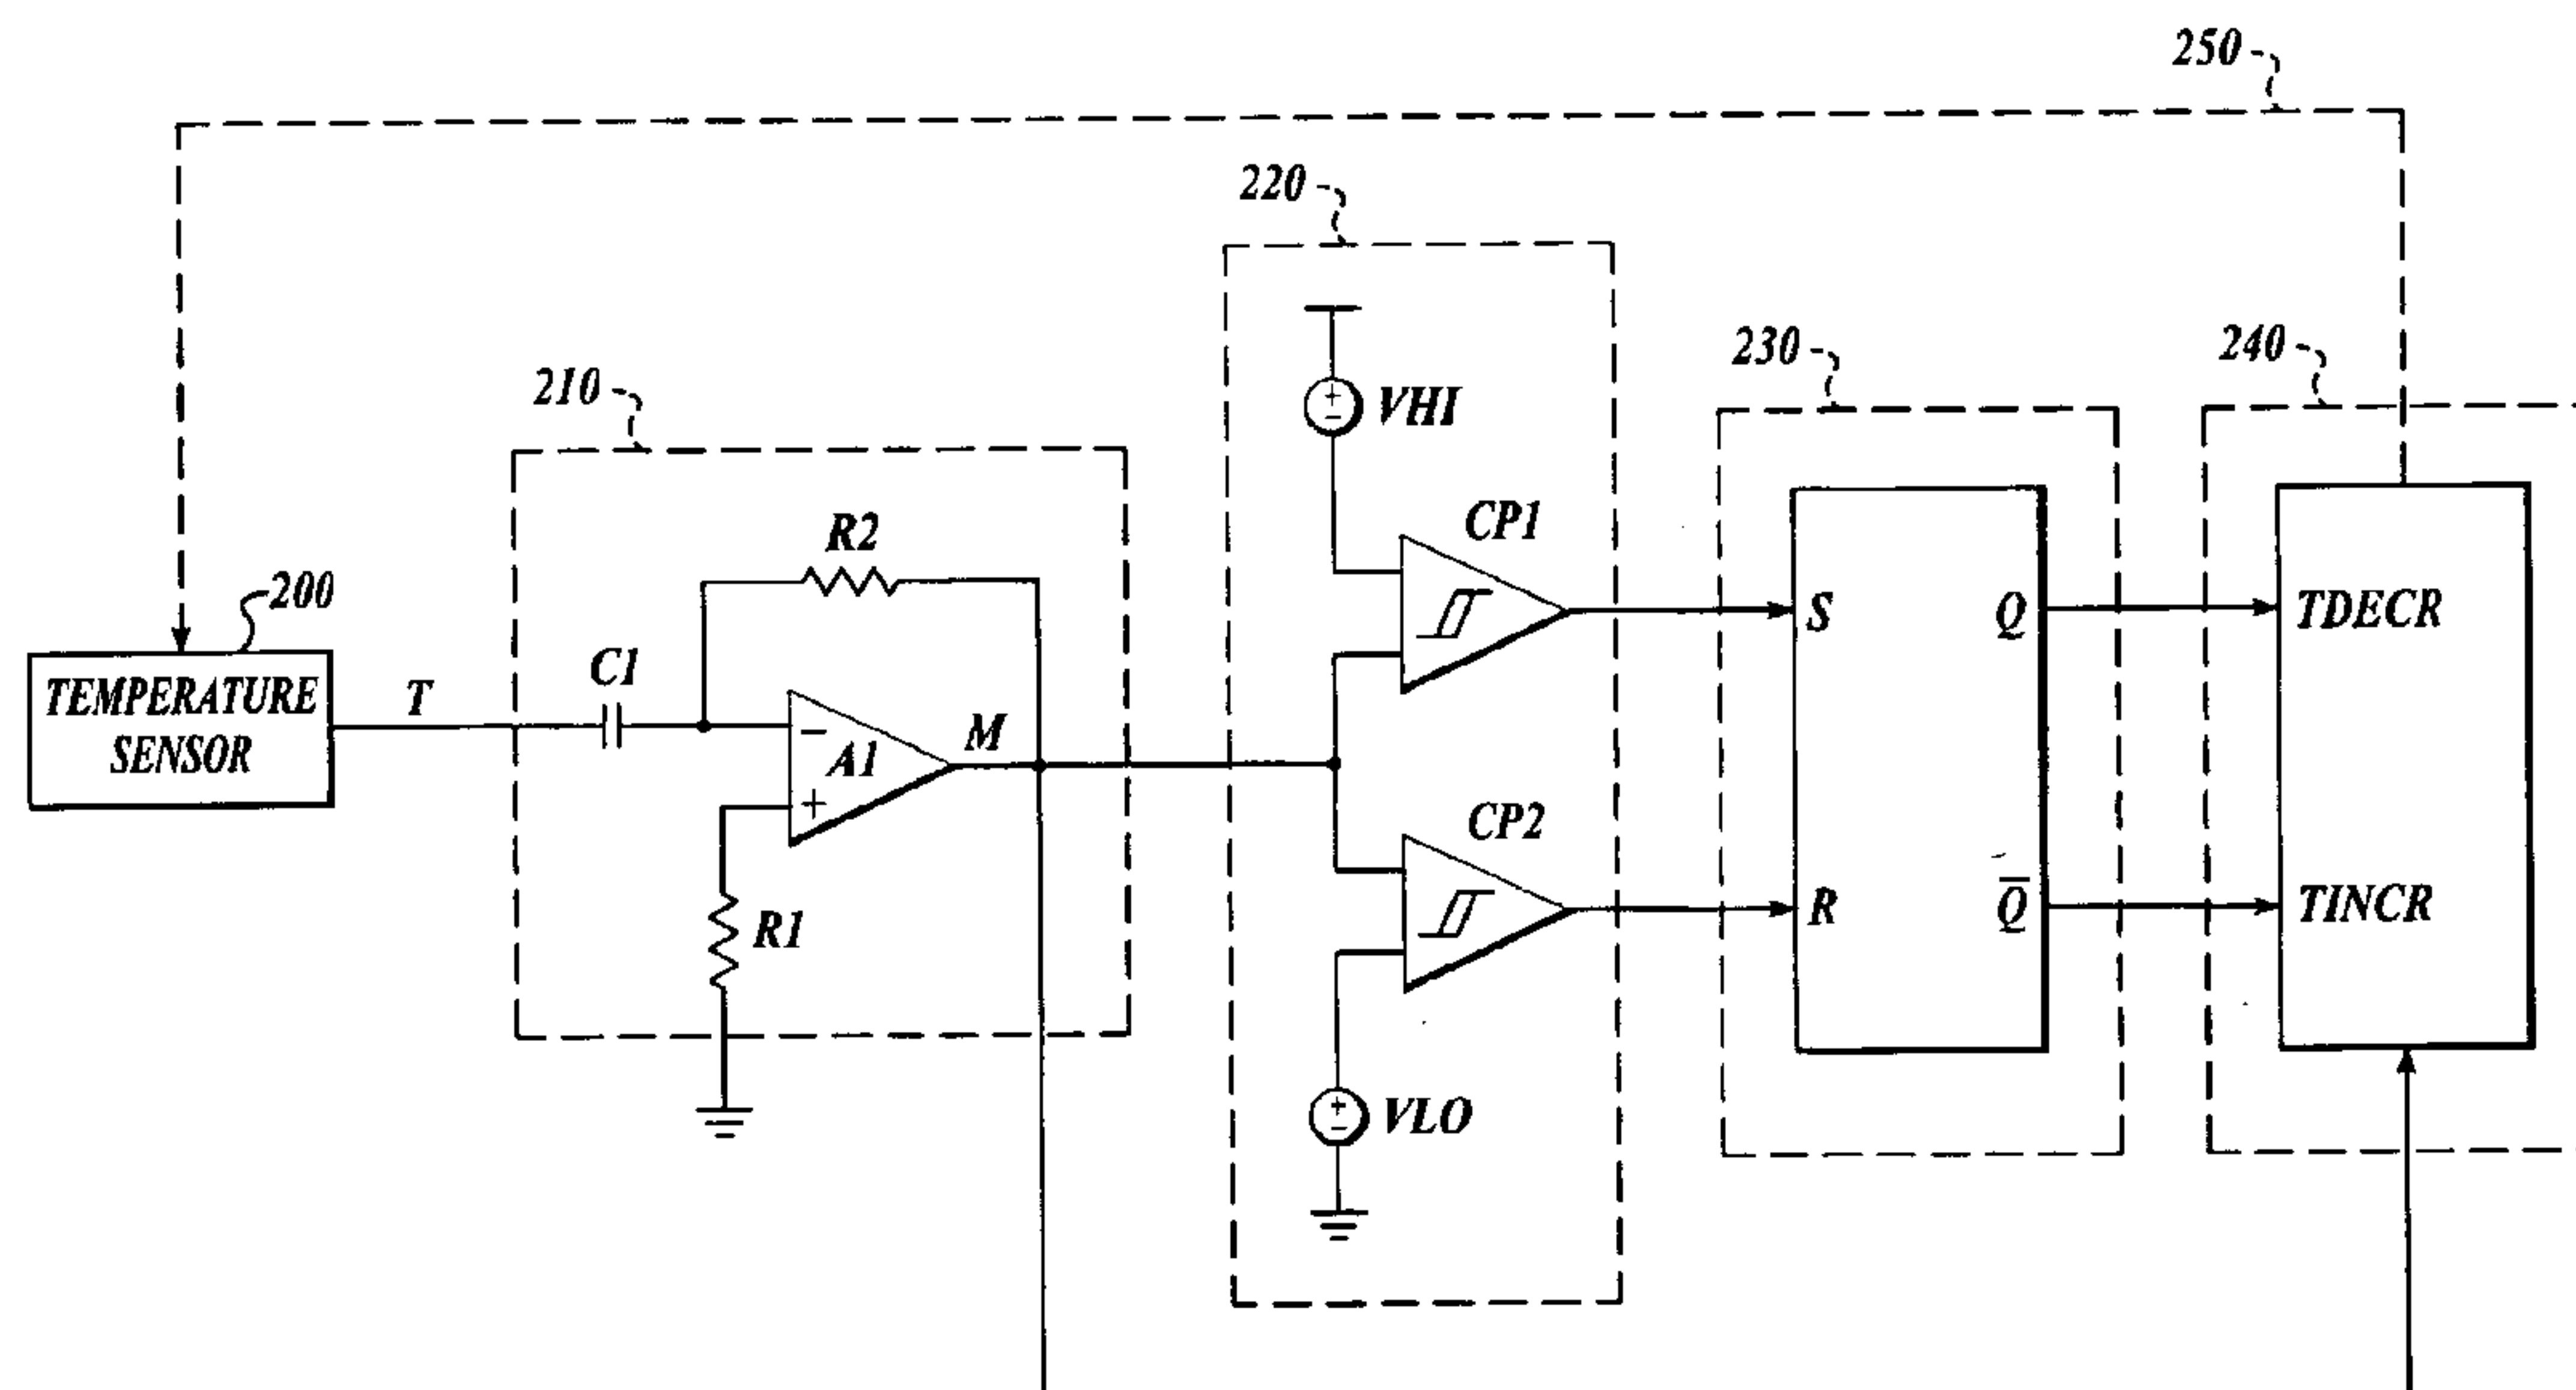 250
220
230
240
210
VHI
CP1
R2
200
S
Q
TDECR
TEMPERATURE
SENSOR
T
C1
M
−
A1
+
CP2
R
Q̅
TINCR
R1
VLO
+
−
+
−